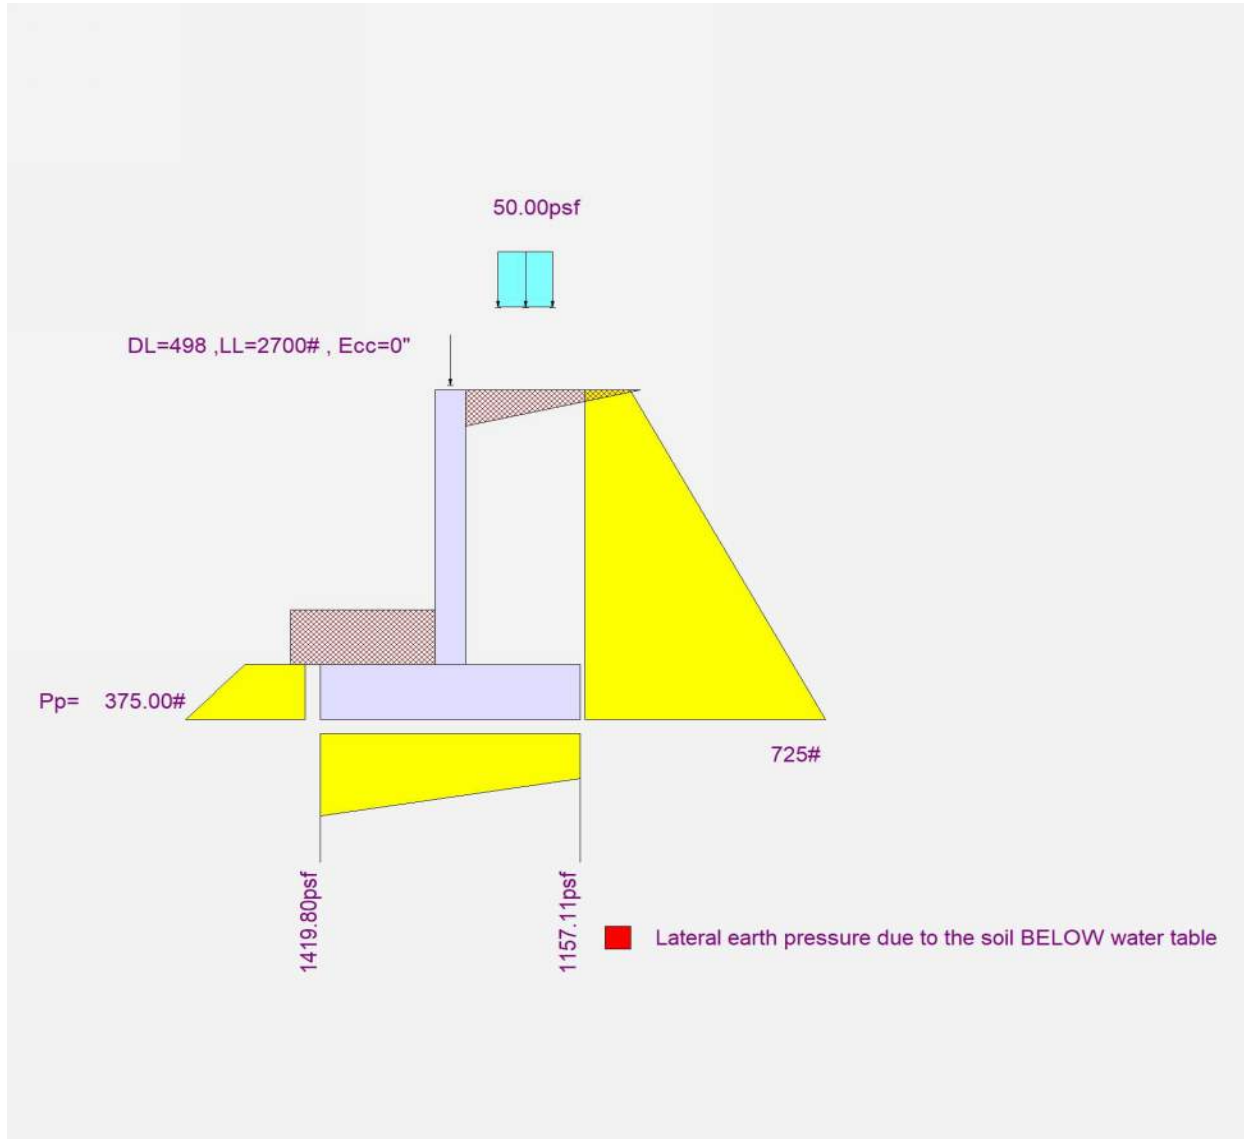 50.00psf
DL=498 ,LL=2700# , Ecc=0"
Pp= 375.00#
725#
1419.80psf
1157.11psf
Lateral earth pressure due to the soil BELOW water table